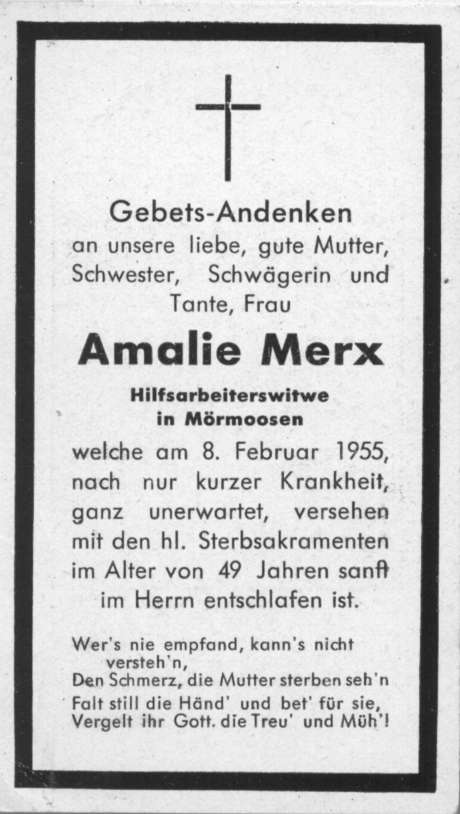 Gebets-Andenken
an unsere liebe, gute Mutter,
Schwester, Schwägerin und
Tante, Frau
Amalie Merx
Hilfsarbeiterswitwe
in Mörmoosen
welche am 8. Februar 1955,
nach nur kurzer Krankheit,
ganz unerwartet, versehen
mit den hl. Sterbsakramenten
im Alter von 49 Jahren sanft
im Herrn entschlafen ist.
Wer's nie empfand, kann's nicht
versteh'n,
Den Schmerz, die Mutter sterben seh'n
Falt still die Händ' und bet' für sie,
Vergelt ihr Gott. die Treu' und Müh'!